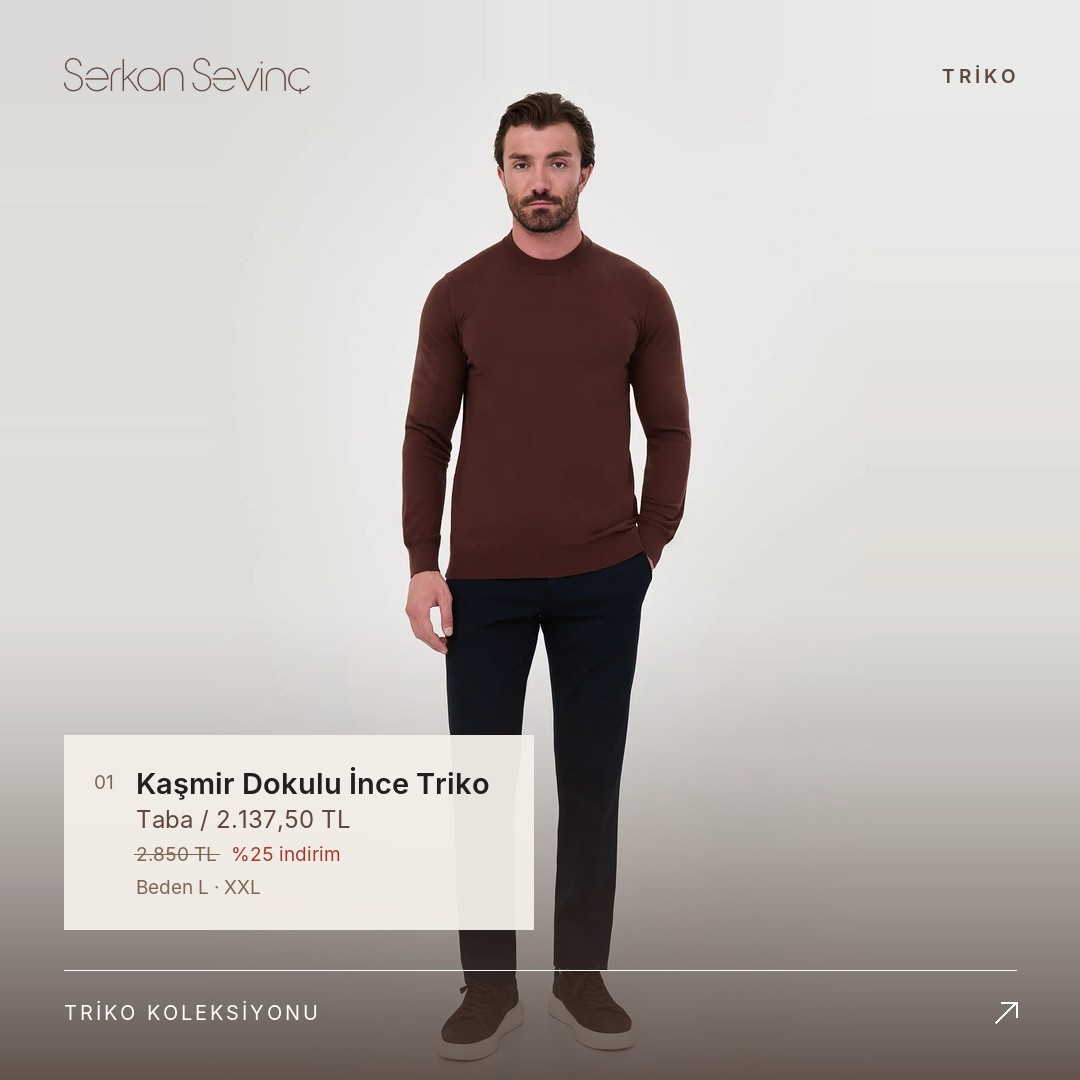 Serkan Sevinç
TRİKO
01
Kaşmir Dokulu İnce Triko
Taba / 2.137,50 TL
2.850 TL %25 indirim
Beden L · XXL
TRİKO KOLEKSİYONU